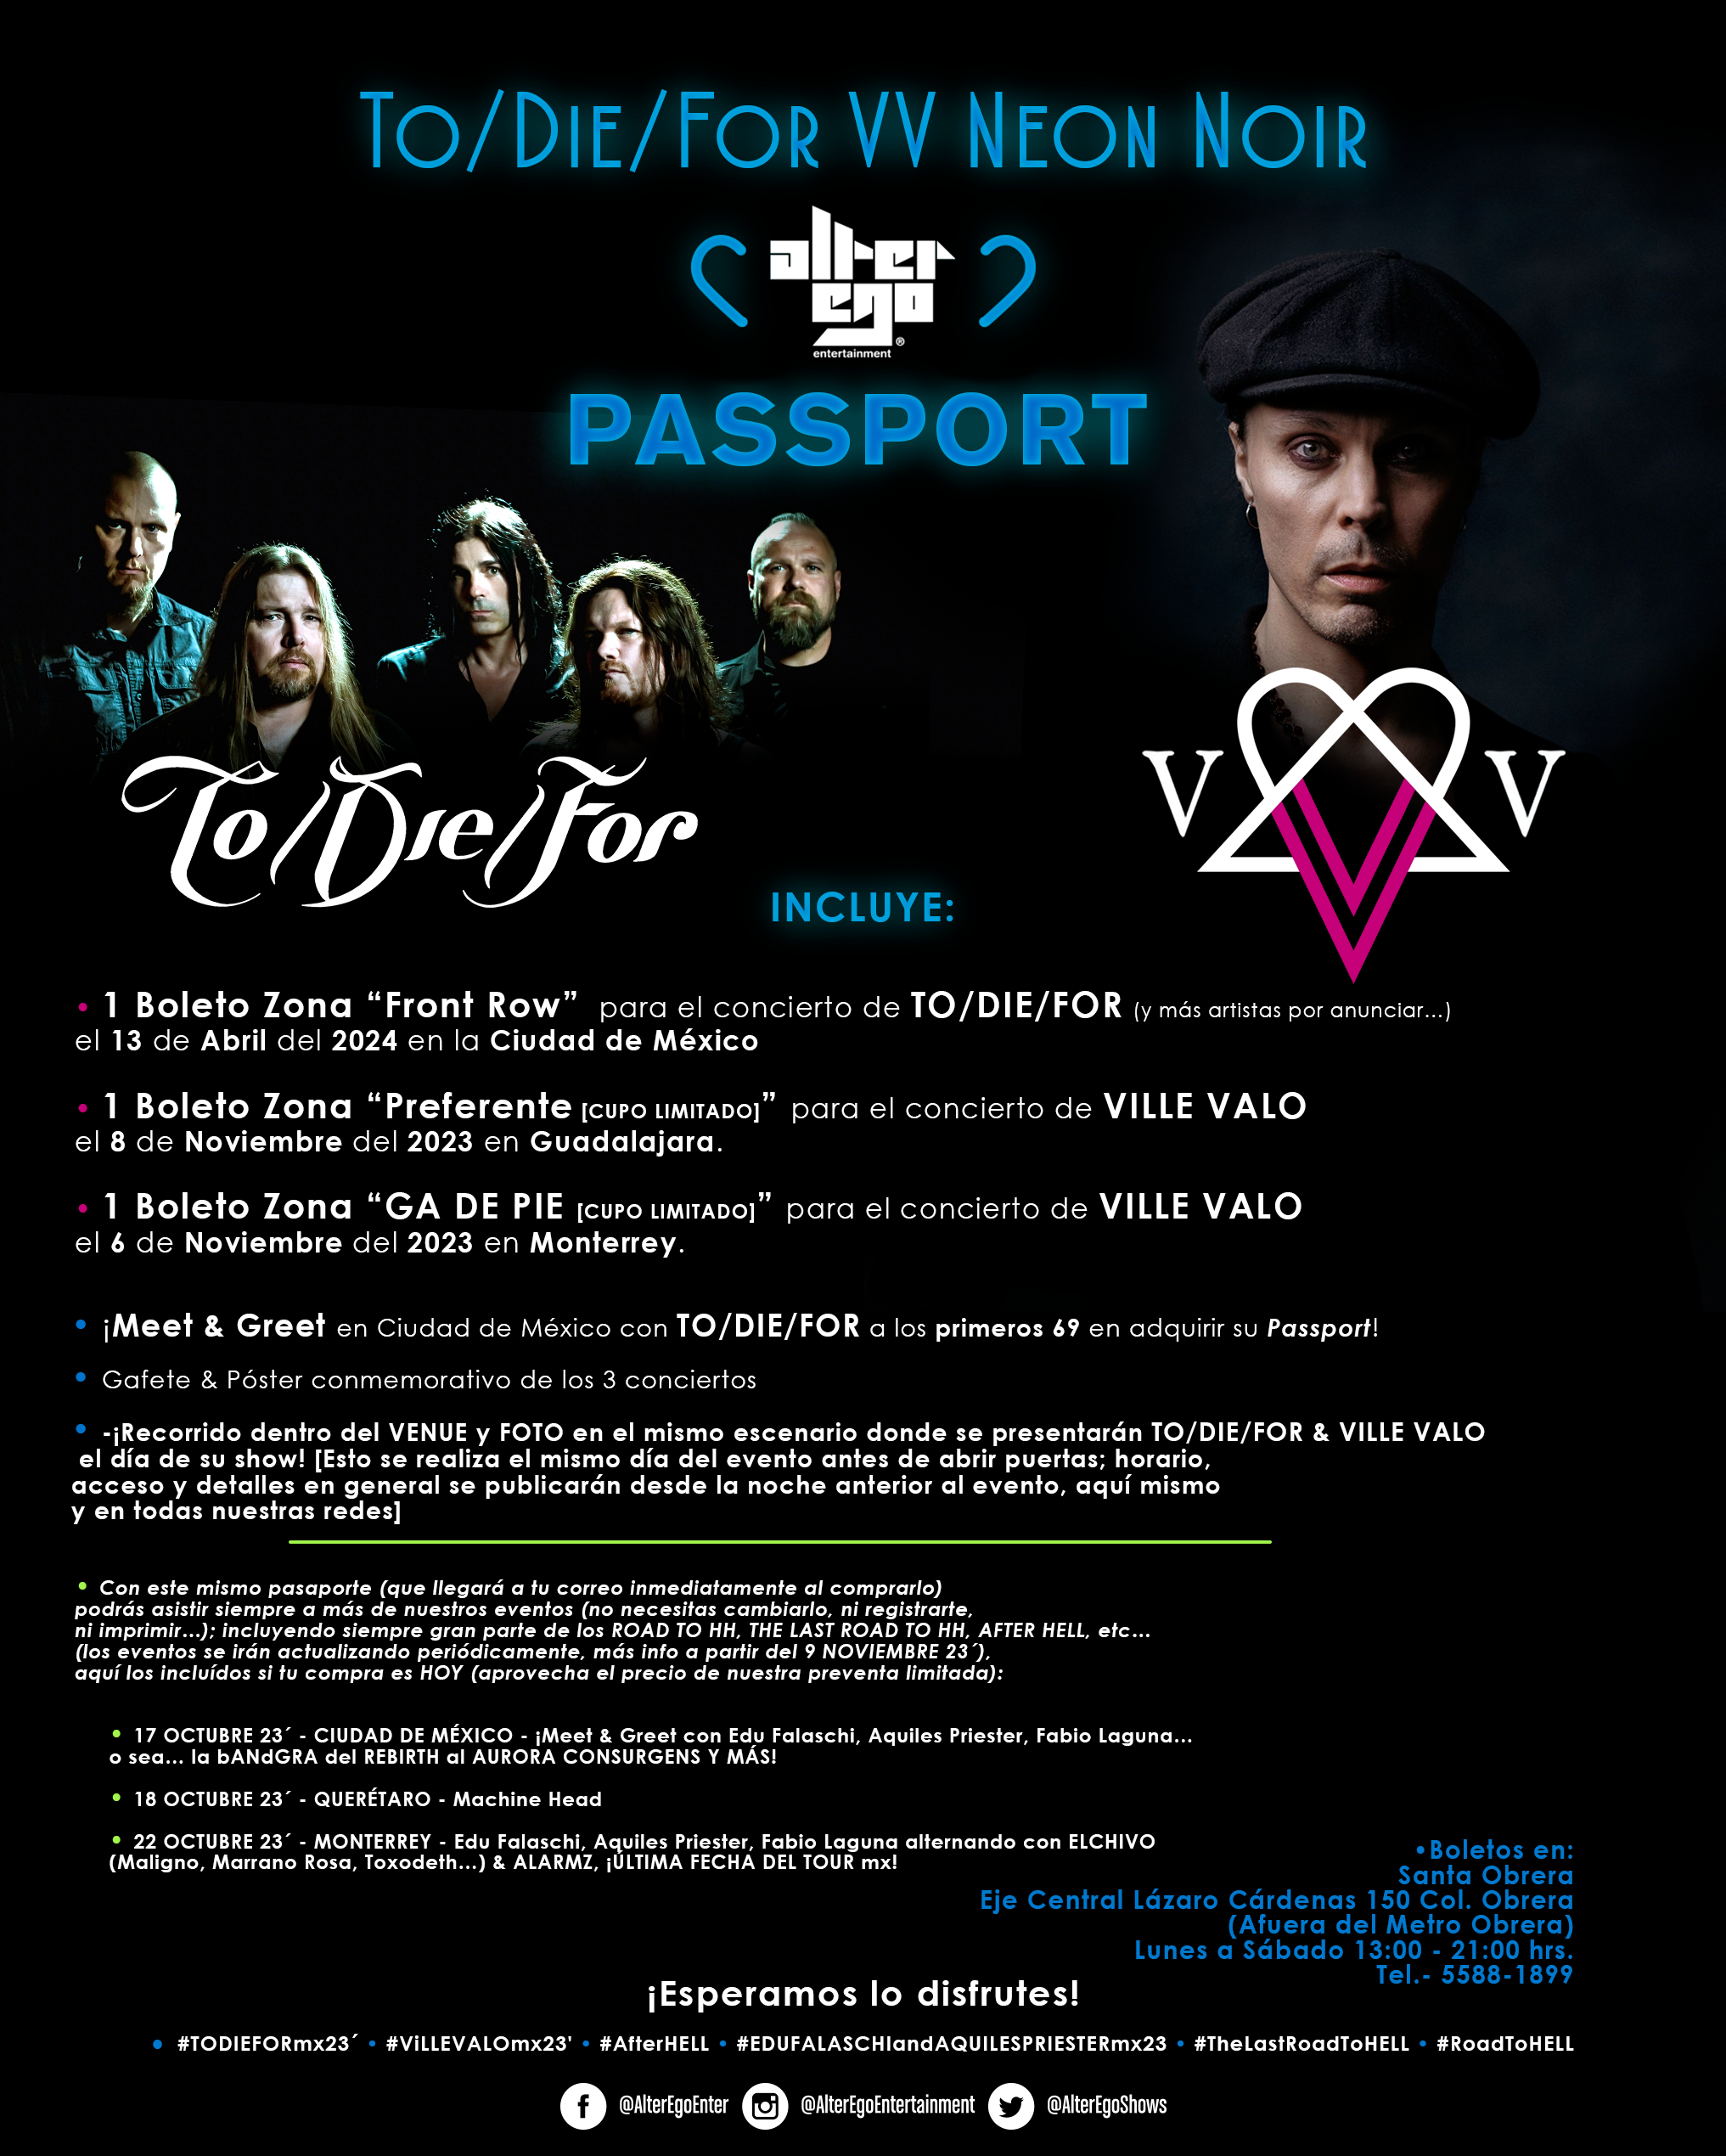 To/Die/For VV Neon Noir
alter
ego®
entertainment
PASSPORT
To/Die/For
V V
INCLUYE:
• 1 Boleto Zona “Front Row” para el concierto de TO/DIE/FOR (y más artistas por anunciar...)
el 13 de Abril del 2024 en la Ciudad de México
• 1 Boleto Zona “Preferente [CUPO LIMITADO]” para el concierto de VILLE VALO
el 8 de Noviembre del 2023 en Guadalajara.
• 1 Boleto Zona “GA DE PIE [CUPO LIMITADO]” para el concierto de VILLE VALO
el 6 de Noviembre del 2023 en Monterrey.
• ¡Meet & Greet en Ciudad de México con TO/DIE/FOR a los primeros 69 en adquirir su Passport!
• Gafete & Póster conmemorativo de los 3 conciertos
• -¡Recorrido dentro del VENUE y FOTO en el mismo escenario donde se presentarán TO/DIE/FOR & VILLE VALO
el día de su show! [Esto se realiza el mismo día del evento antes de abrir puertas; horario,
acceso y detalles en general se publicarán desde la noche anterior al evento, aquí mismo
y en todas nuestras redes]
• Con este mismo pasaporte (que llegará a tu correo inmediatamente al comprarlo)
podrás asistir siempre a más de nuestros eventos (no necesitas cambiarlo, ni registrarte,
ni imprimir...); incluyendo siempre gran parte de los ROAD TO HH, THE LAST ROAD TO HH, AFTER HELL, etc...
(los eventos se irán actualizando periódicamente, más info a partir del 9 NOVIEMBRE 23´),
aquí los incluídos si tu compra es HOY (aprovecha el precio de nuestra preventa limitada):
• 17 OCTUBRE 23´ - CIUDAD DE MÉXICO - ¡Meet & Greet con Edu Falaschi, Aquiles Priester, Fabio Laguna...
o sea... la bANdGRA del REBIRTH al AURORA CONSURGENS Y MÁS!
• 18 OCTUBRE 23´ - QUERÉTARO - Machine Head
• 22 OCTUBRE 23´ - MONTERREY - Edu Falaschi, Aquiles Priester, Fabio Laguna alternando con ELCHIVO
(Maligno, Marrano Rosa, Toxodeth...) & ALARMZ, ¡ÚLTIMA FECHA DEL TOUR mx!
•Boletos en:
Santa Obrera
Eje Central Lázaro Cárdenas 150 Col. Obrera
(Afuera del Metro Obrera)
Lunes a Sábado 13:00 - 21:00 hrs.
Tel.- 5588-1899
¡Esperamos lo disfrutes!
• #TODIEFORmx23´ • #ViLLEVALOmx23' • #AfterHELL • #EDUFALASCHIandAQUILESPRIESTERmx23 • #TheLastRoadToHELL • #RoadToHELL
@AlterEgoEnter @AlterEgoEntertainment @AlterEgoShows